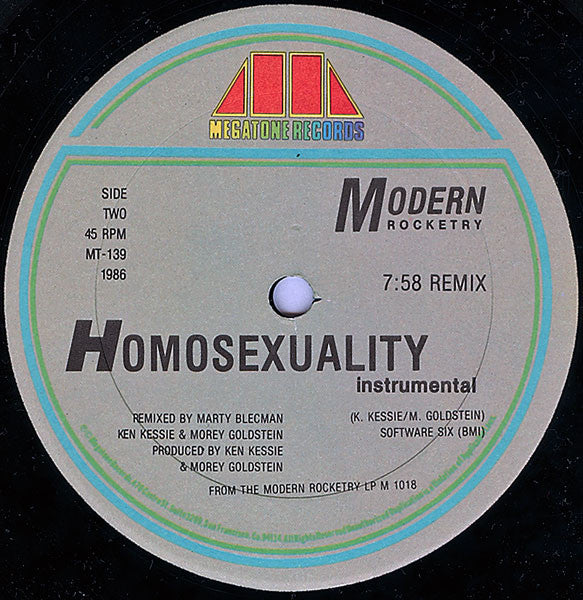 MEGATONE RECORDS
SIDE
TWO
45 RPM
MT-139
1986
MODERN
ROCKETRY
7:58 REMIX
HOMOSEXUALITY
instrumental
REMIXED BY MARTY BLECMAN
KEN KESSIE & MOREY GOLDSTEIN
PRODUCED BY KEN KESSIE
& MOREY GOLDSTEIN
(K. KESSIE/M. GOLDSTEIN)
SOFTWARE SIX (BMI)
FROM THE MODERN ROCKETRY LP M 1018